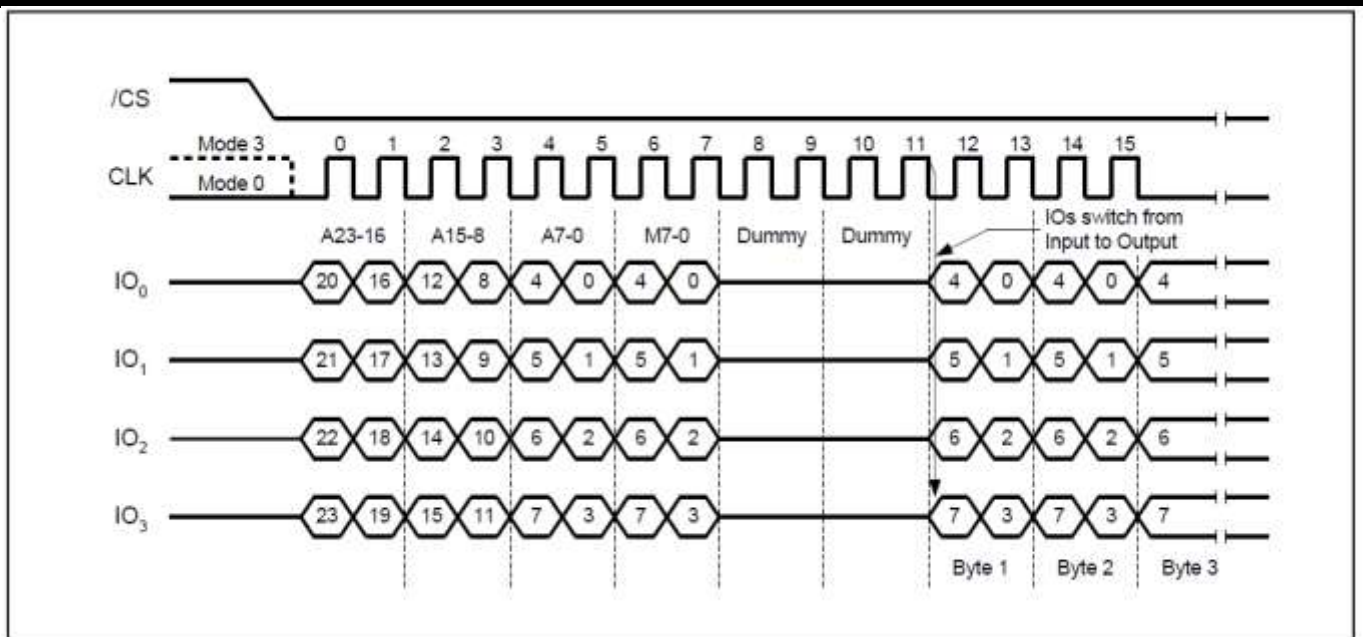 /CS
Mode 3 0 1 2 3 4 5 6 7 8 9 10 11 12 13 14 15
CLK Mode 0
IOs switch from
Input to Output
A23-16 A15-8 A7-0 M7-0 Dummy Dummy
IO0 20 16 12 8 4 0 4 0 4 0 4 0 4
IO1 21 17 13 9 5 1 5 1 5 1 5 1 5
IO2 22 18 14 10 6 2 6 2 6 2 6 2 6
IO3 23 19 15 11 7 3 7 3 7 3 7 3 7
Byte 1 Byte 2 Byte 3